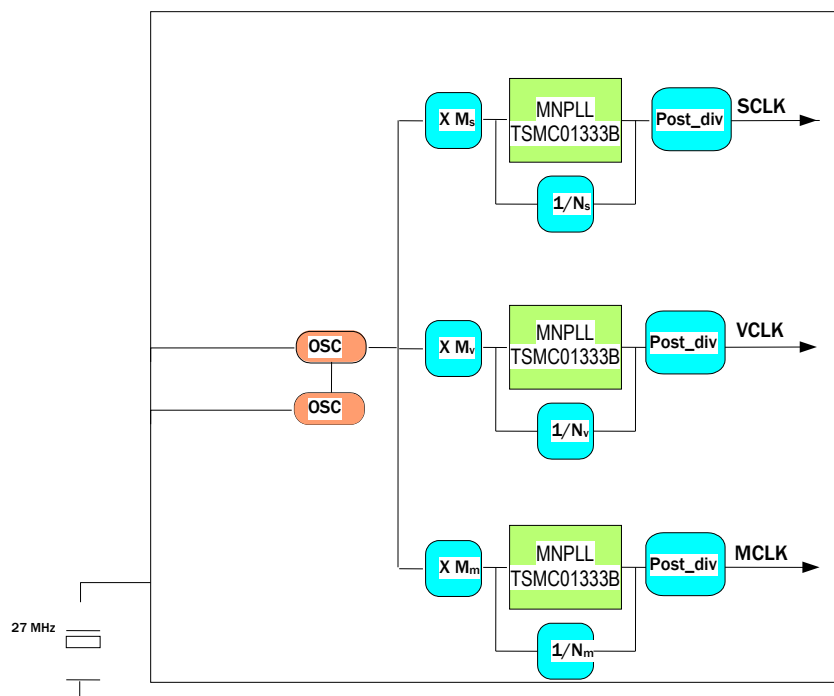 SCLK
X Ms
MNPLL
TSMC01333B
Post_div
1/Ns
VCLK
OSC
X Mv
MNPLL
TSMC01333B
Post_div
OSC
1/Nv
MCLK
X Mm
MNPLL
TSMC01333B
Post_div
27 MHz
1/Nm